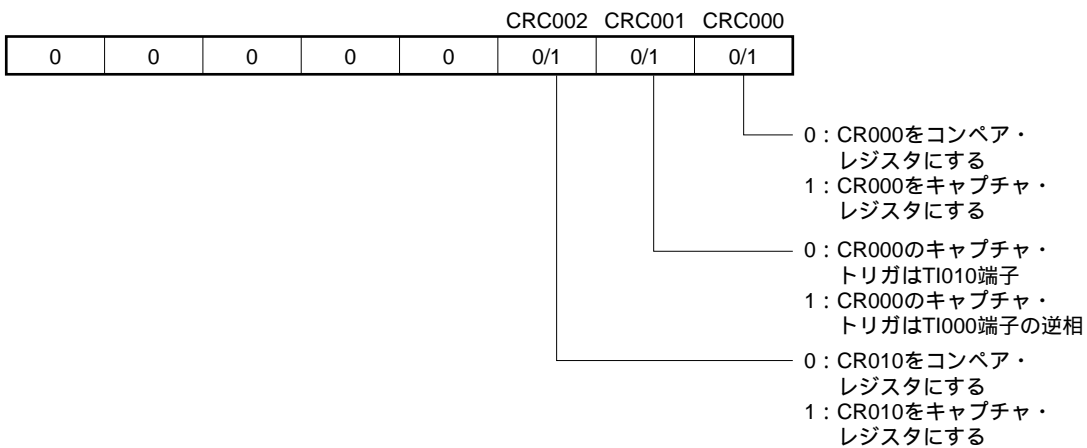 CRC002 CRC001 CRC000
0 0 0 0 0 0/1 0/1 0/1
0：CR000をコンペア・
レジスタにする
1：CR000をキャプチャ・
レジスタにする
0：CR000のキャプチャ・
トリガはTI010端子
1：CR000のキャプチャ・
トリガはTI000端子の逆相
0：CR010をコンペア・
レジスタにする
1：CR010をキャプチャ・
レジスタにする